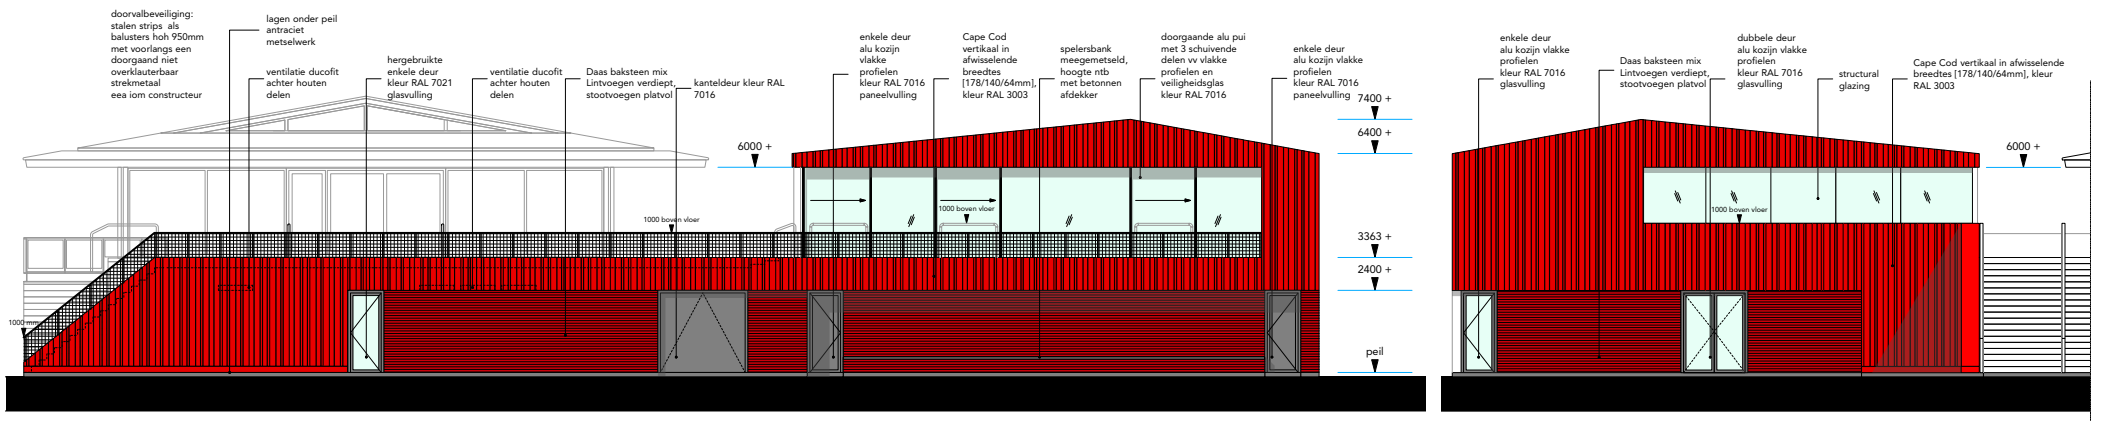 doorvalbeveiliging:
stalen strips als
balusters hoh 950mm
met voorlangs een
doorgaand niet
overklauterbaar
strekmetaal
eea iom constructeur
lagen onder peil
antraciet
metselwerk
ventilatie ducofit
achter houten
delen
hergebruikte
enkele deur
kleur RAL 7021
glasvulling
ventilatie ducofit
achter houten
delen
Daas baksteen mix
Lintvoegen verdiept,
stootvoegen platvol
kanteldeur kleur RAL
7016
enkele deur
alu kozijn
vlakke
profielen
kleur RAL 7016
paneelvulling
Cape Cod
vertikaal in
afwisselende
breedtes
[178/140/64mm],
kleur RAL 3003
spelersbank
meegemetseld,
hoogte ntb
met betonnen
afdekker
doorgaande alu pui
met 3 schuivende
delen vv vlakke
profielen en
veiligheidsglas
kleur RAL 7016
enkele deur
alu kozijn vlakke
profielen
kleur RAL 7016
paneelvulling
7400 +
6400 +
6000 +
1000 boven vloer
1000 boven vloer
3363 +
2400 +
1000 mm
peil
enkele deur
alu kozijn vlakke
profielen
kleur RAL 7016
glasvulling
Daas baksteen mix
Lintvoegen verdiept,
stootvoegen platvol
dubbele deur
alu kozijn vlakke
profielen
kleur RAL 7016
glasvulling
structural
glazing
Cape Cod vertikaal in afwisselende
breedtes [178/140/64mm], kleur
RAL 3003
6000 +
1000 boven vloer